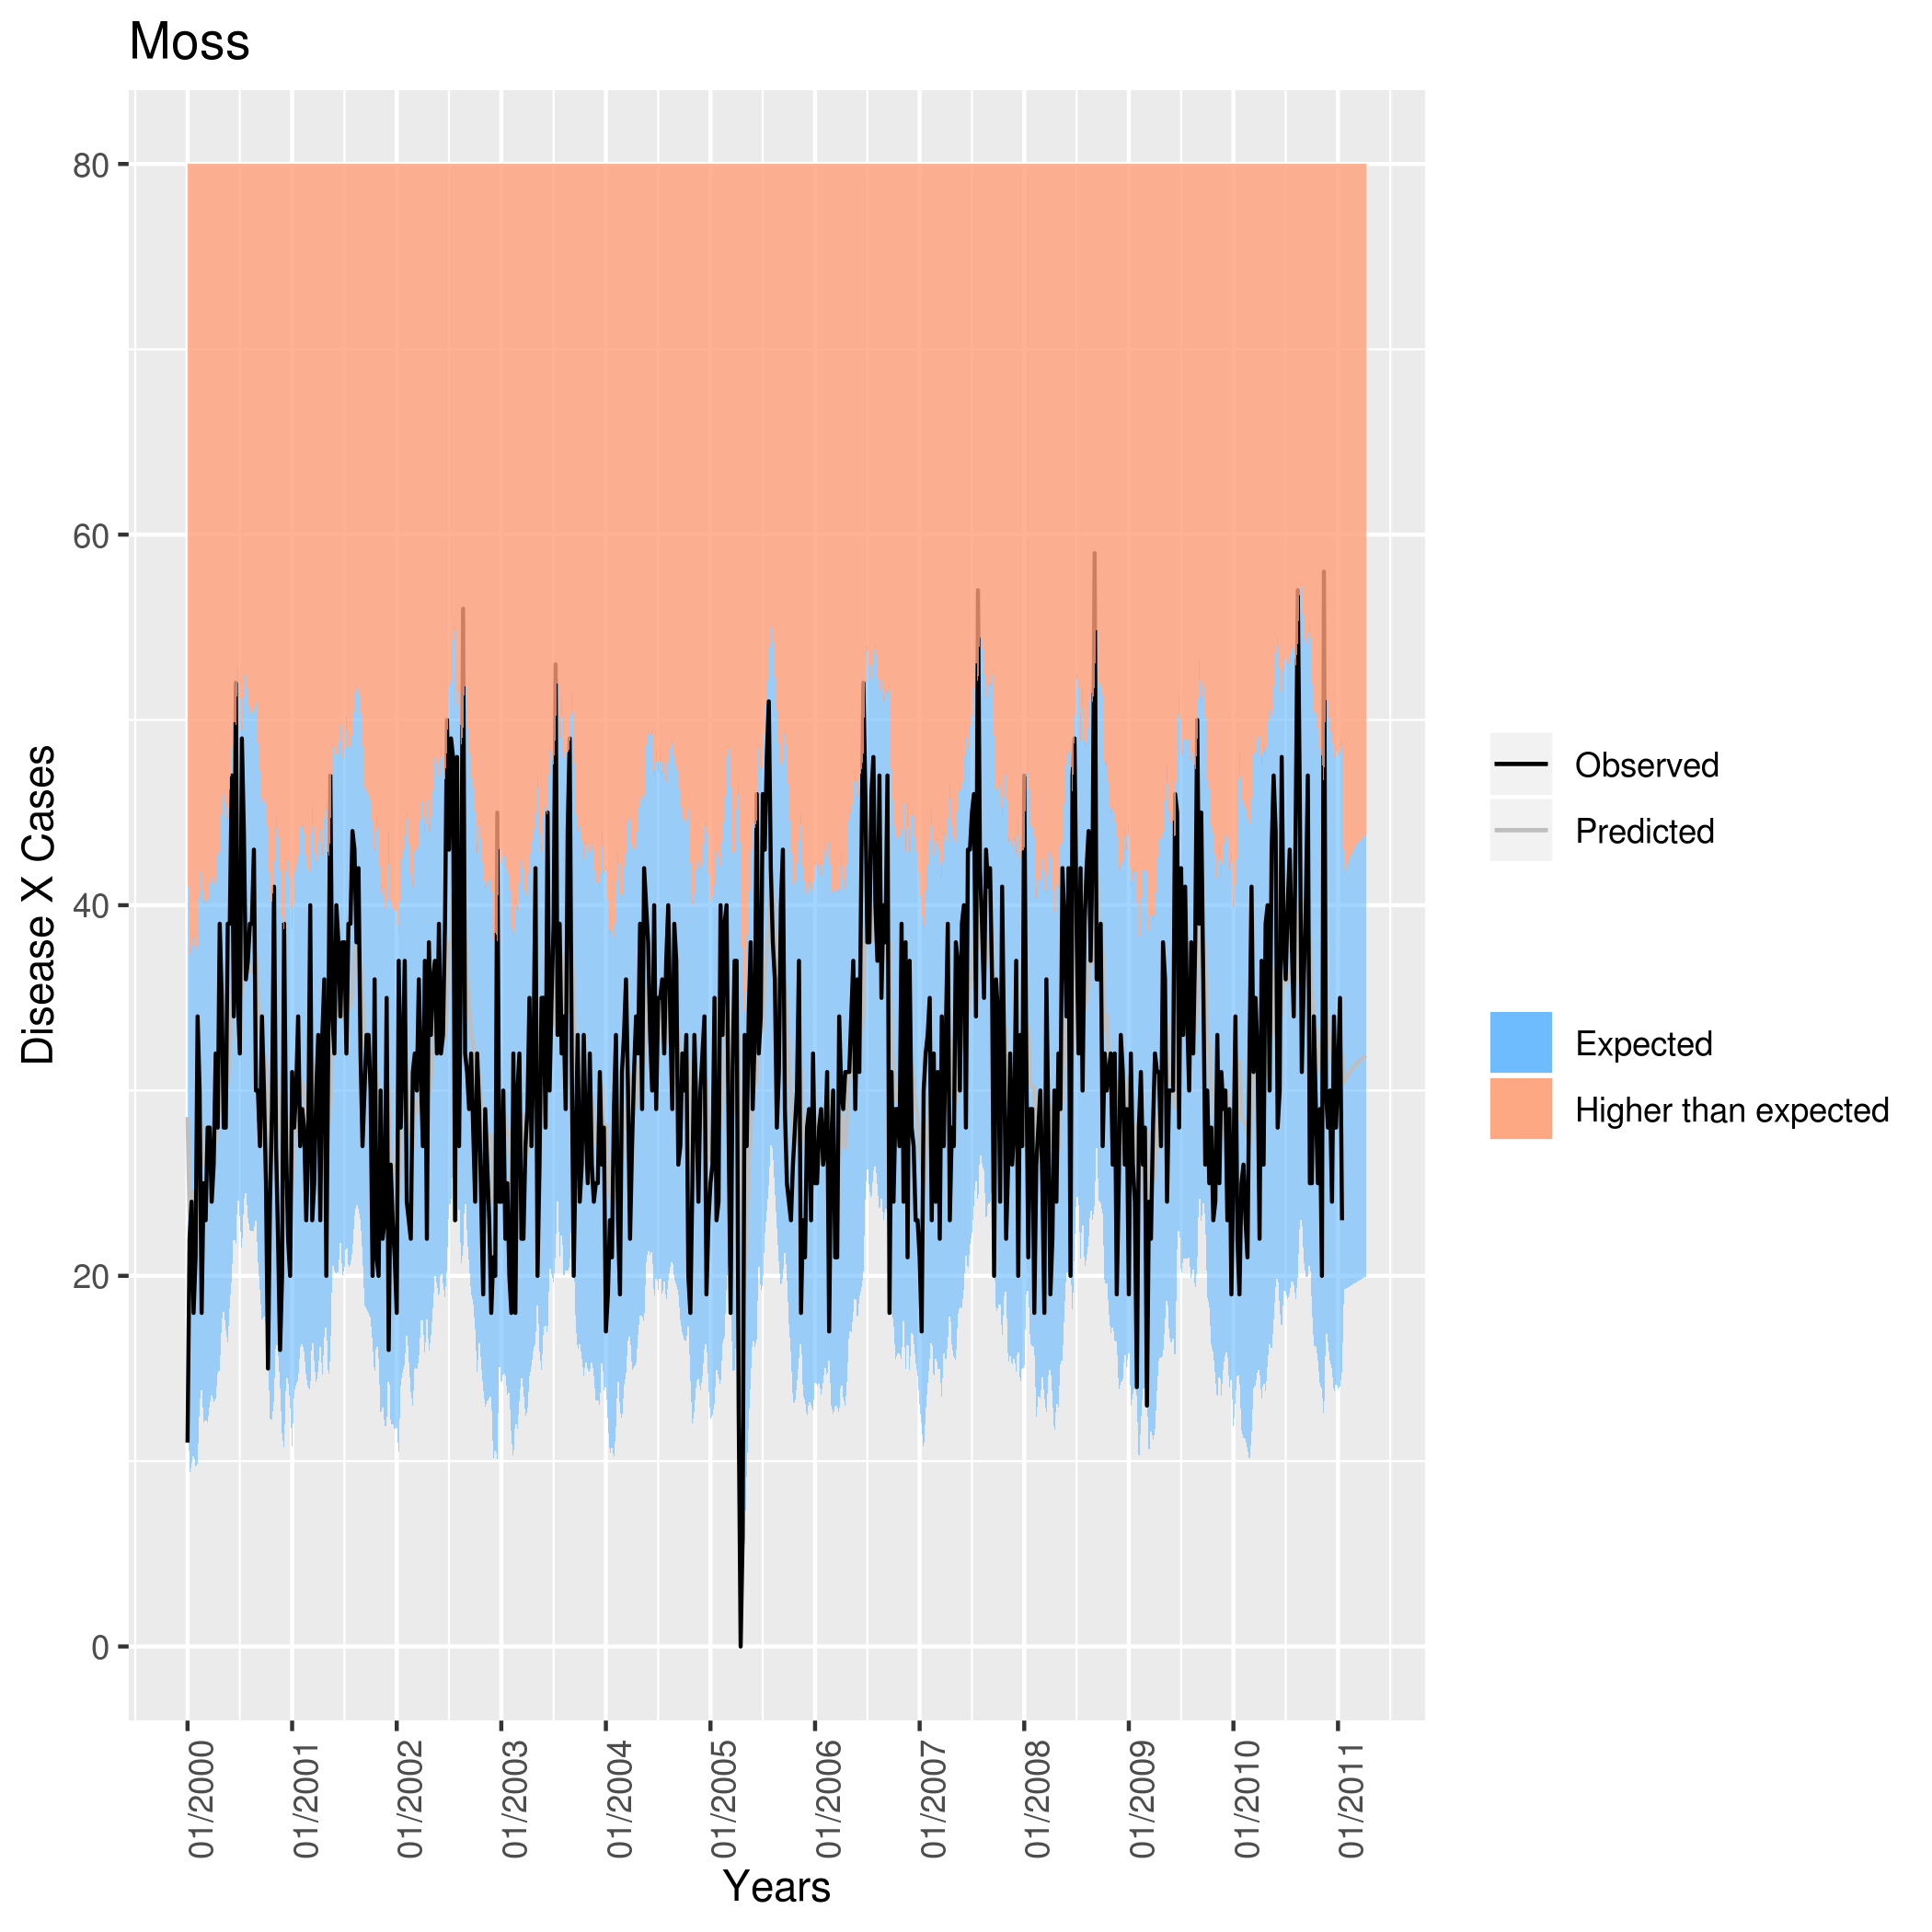 Moss
Disease X Cases
80
60
40
20
0
01/2000
01/2001
01/2002
01/2003
01/2004
01/2005
01/2006
01/2007
01/2008
01/2009
01/2010
01/2011
Years
Observed
Predicted
Expected
Higher than expected